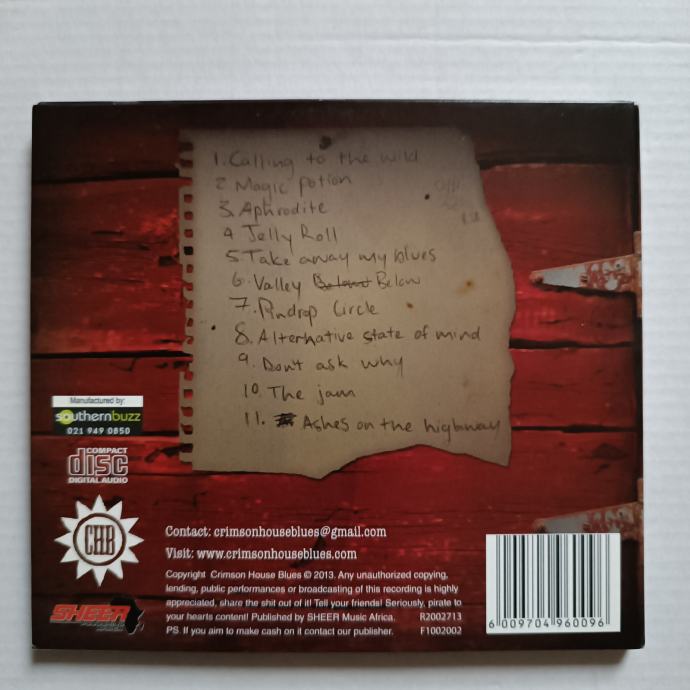 1. Calling to the wild
2 Magic Potion
3. Aphrodite
4 Jelly Roll
5. Take away my blues
6. Valley Below
7. Pindrop Circle
8. Alternative state of mind
9. Dont ask why
10. The jam
11. Ashes on the highway
Manufactured by:
southernbuzz
021 949 0850
COMPACT
disc
DIGITAL AUDIO
CHB
SHEER
Contact: crimsonhouseblues@gmail.com
Visit: www.crimsonhouseblues.com
Copyright Crimson House Blues © 2013. Any unauthorized copying,
lending, public performances or broadcasting of this recording is highly
appreciated, share the shit out of it! Tell your friends! Seriously, pirate to
your hearts content! Published by SHEER Music Africa. R2002713
PS. If you aim to make cash on it contact our publisher. F1002002
6 009704 960096